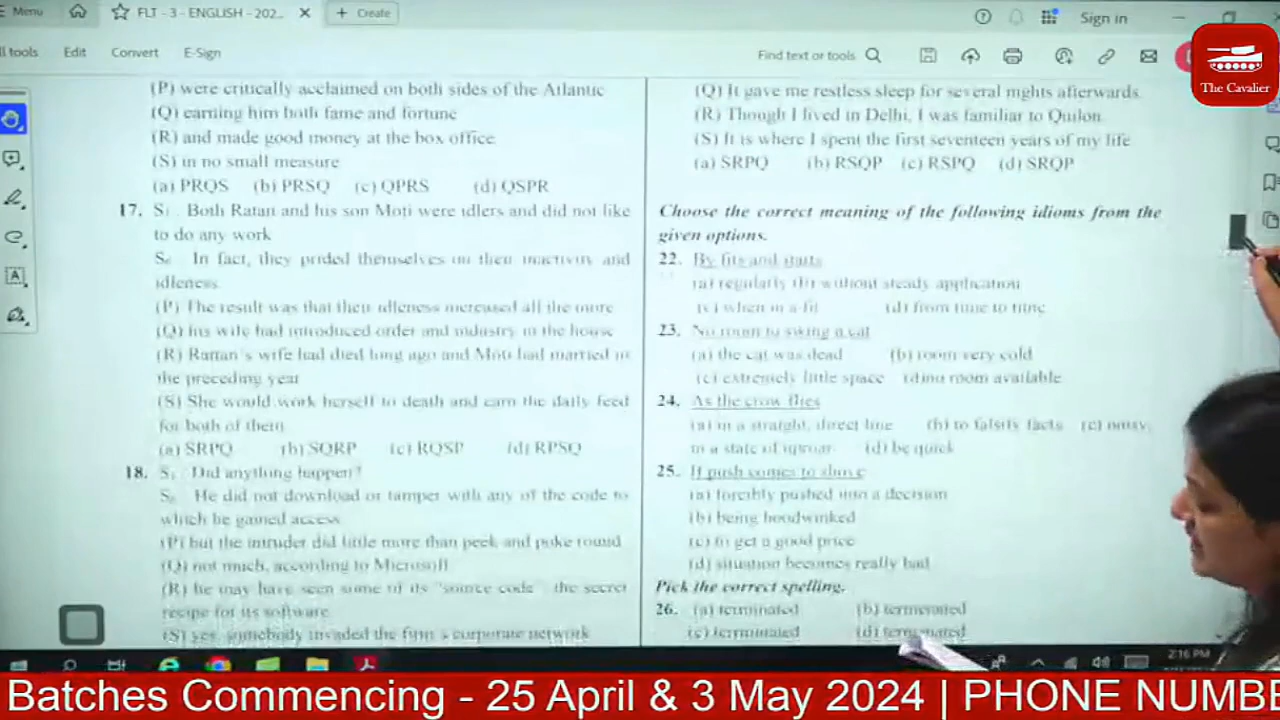 Menu
FLT - 3 - ENGLISH - 202...
+ Create
Sign in
ll tools
Edit
Convert
E-Sign
Find text or tools
The Cavalier
(P) were critically acclaimed on both sides of the Atlantic
(Q) earning him both fame and fortune
(R) and made good money at the box office
(S) in no small measure
(a) PRQS (b) PRSQ (c) QPRS (d) QSPR
17. S₁ . Both Ratan and his son Moti were idlers and did not like
to do any work
S₆ In fact, they prided themselves on their inactivity and
idleness
(P) The result was that their idleness increased all the more
(Q) his wife had introduced order and industry in the house
(R) Rattan's wife had died long ago and Moti had married in
the preceding year
(S) She would work herself to death and earn the daily feed
for both of them
(a) SRPQ (b) SQRP (c) RQSP (d) RPSQ
18. S₁ . Did anything happen?
S₆ He did not download or tamper with any of the code to
which he gained access
(P) but the intruder did little more than peek and poke round
(Q) not much, according to Microsoft
(R) he may have seen some of its "source code" the secret
recipe for its software
(S) yes, somebody invaded the firm's corporate network
(Q) It gave me restless sleep for several nights afterwards.
(R) Though I lived in Delhi, I was familiar to Quilon.
(S) It is where I spent the first seventeen years of my life
(a) SRPQ (b) RSQP (c) RSPQ (d) SRQP
Choose the correct meaning of the following idioms from the
given options.
22. By fits and starts
(a) regularly (b) without steady application
(c) when in a fit (d) from time to time
23. No room to swing a cat
(a) the cat was dead (b) room very cold
(c) extremely little space (d)no room available
24. As the crow flies
(a) in a straight, direct line (b) to falsify facts (c) noisy,
in a state of uproar (d) be quick
25. If push comes to shove
(a) forcibly pushed into a decision
(b) being hoodwinked
(c) to get a good price
(d) situation becomes really bad
Pick the correct spelling.
26. (a) (b)
(c) (d)
2:16 PM
Batches Commencing - 25 April & 3 May 2024 | PHONE NUMBE